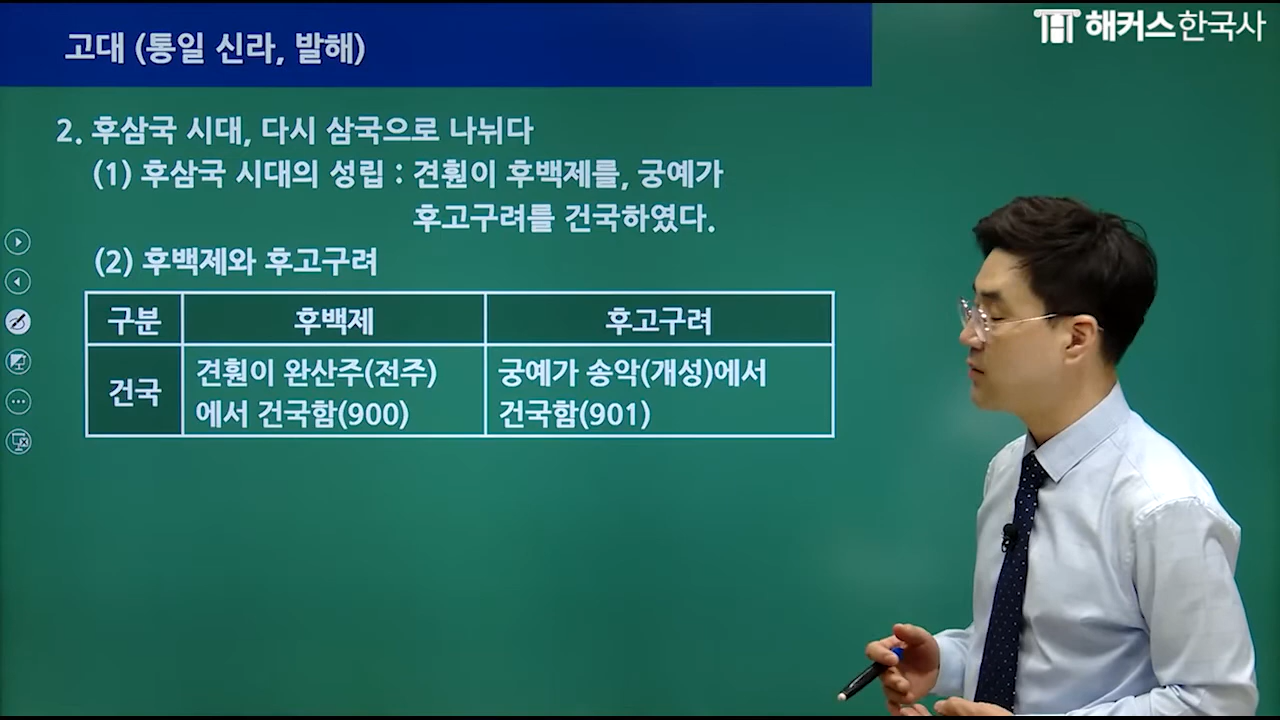 고대 (통일 신라, 발해)
해커스한국사
2. 후삼국 시대, 다시 삼국으로 나뉘다
(1) 후삼국 시대의 성립 : 견훤이 후백제를, 궁예가
후고구려를 건국하였다.
(2) 후백제와 후고구려
구분 후백제 후고구려
건국
견훤이 완산주(전주)
에서 건국함(900)
궁예가 송악(개성)에서
건국함(901)